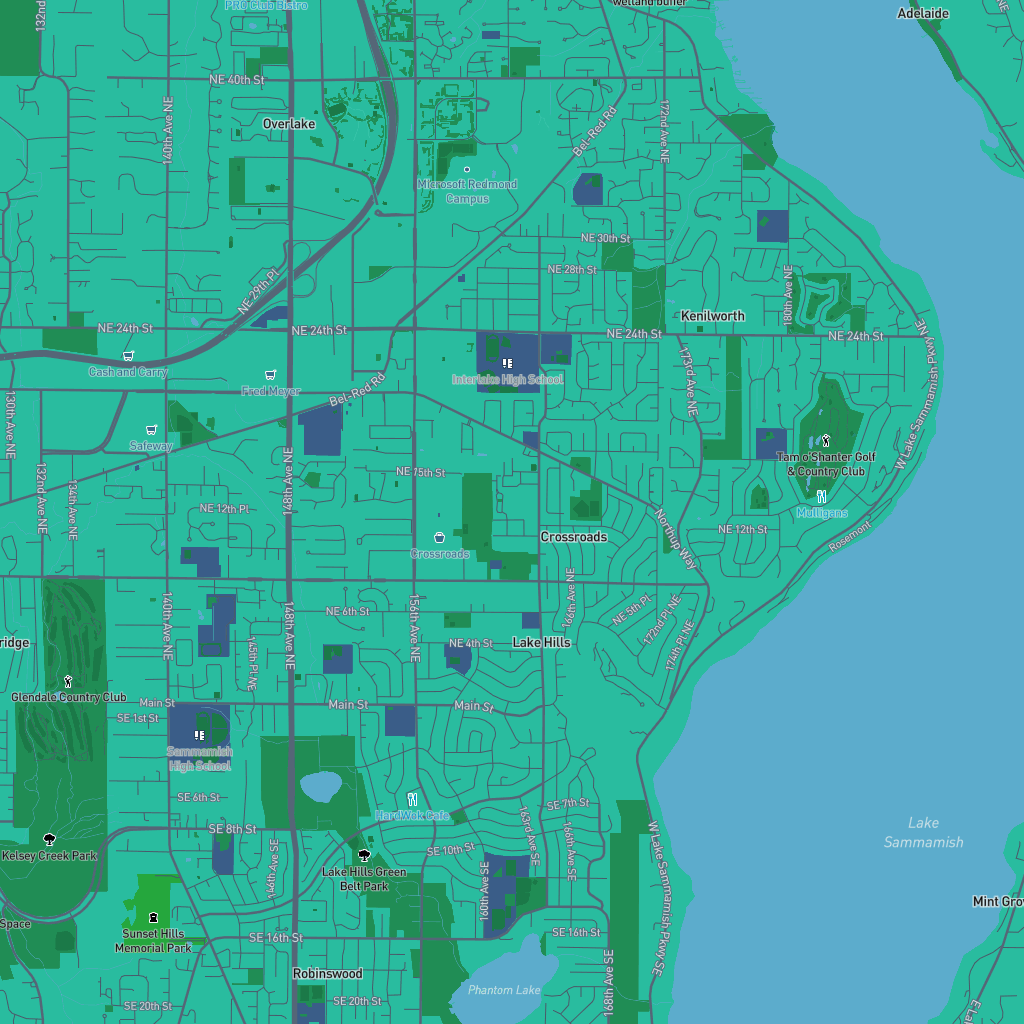 132nd
PRO Club Bistro
wetland buffer
Adelaide
NE
NE 40th St
140th Ave NE
Overlake
172nd Ave NE
Bel-Red Rd
Microsoft Redmond
Campus
NE 30th St
NE 28th St
NE 29th Pl
180th Ave NE
Kenilworth
NE 24th St
NE 24th St
NE 24th St
NE 24th St
W Lake Sammamish Pkwy NE
Cash and Carry
Fred Meyer
Interlake High School
173rd Ave NE
Bel-Red Rd
130th Ave NE
Safeway
Tam o'Shanter Golf
& Country Club
NE 15th St
148th Ave NE
132nd Ave NE
134th Ave NE
Mulligans
NE 12th Pl
NE 12th St
Northup Way
Rosemont
Crossroads
Crossroads
166th Ave NE
140th Ave NE
148th Ave NE
156th Ave NE
NE 6th St
NE 5th Pl
172nd Pl NE
174th Pl NE
145th Pl NE
NE 4th St
Lake Hills
ridge
Glendale Country Club
Main St
Main St
Main St
SE 1st St
Sammamish
High School
SE 6th St
HardWok Cafe
SE 7th St
163rd Ave SE
166th Ave SE
W Lake Sammamish Pkwy SE
Lake
Sammamish
SE 8th St
Kelsey Creek Park
146th Ave SE
SE 10th St
Lake Hills Green
Belt Park
160th Ave SE
Mint Grov
Space
Sunset Hills
Memorial Park
SE 16th St
SE 16th St
Robinswood
168th Ave SE
Phantom Lake
SE 20th St
SE 20th St
E La